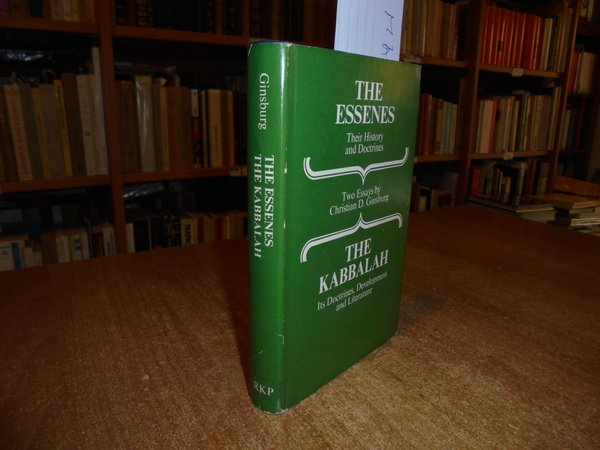 Ginsburg
THE ESSENES
THE KABBALAH
RKP
THE
ESSENES
Their History
and Doctrines
Two Essays by
Christian D. Ginsburg
THE
KABBALAH
Its Doctrines, Development
and Literature